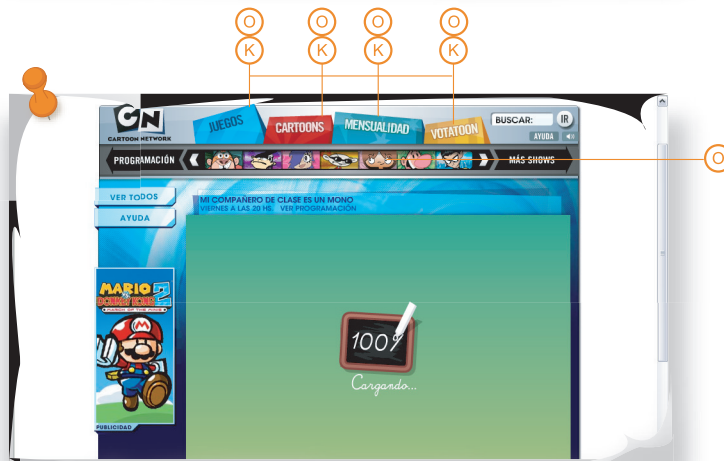 O O O O
K K K K
CN
CARTOON NETWORK
JUEGOS
CARTOONS
MENSUALIDAD
VOTATOON
BUSCAR:
IR
AYUDA
PROGRAMACIÓN
MÁS SHOWS
O
VER TODOS
AYUDA
MI COMPAÑERO DE CLASE ES UN MONO
VIERNES A LAS 20 HS. VER PROGRAMACIÓN
MARIO
DONKEY KONG 2
MARCH OF THE MINIS
M
PUBLICIDAD
100%
Cargando...